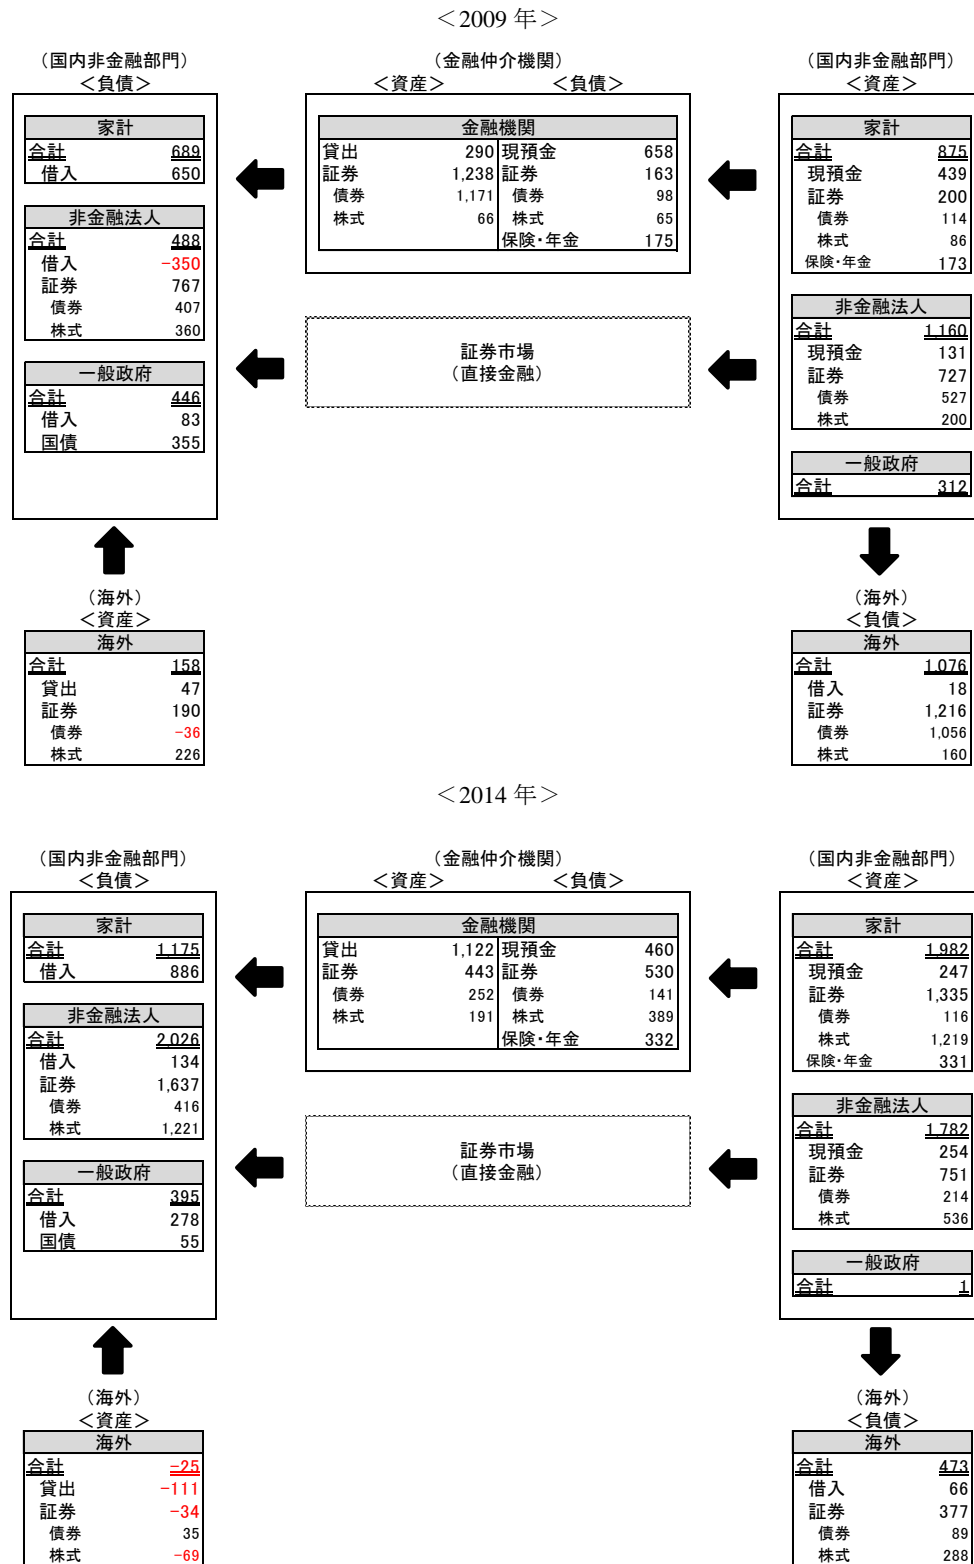 ＜2009 年＞
（国内非金融部門）
＜負債＞
家計
合計 689
借入 650
非金融法人
合計 488
借入 -350
証券 767
債券 407
株式 360
一般政府
合計 446
借入 83
国債 355
（金融仲介機関）
＜資産＞ ＜負債＞
金融機関
貸出 290 現預金 658
証券 1,238 証券 163
債券 1,171 債券 98
株式 66 株式 65
保険・年金 175
証券市場
（直接金融）
（国内非金融部門）
＜資産＞
家計
合計 875
現預金 439
証券 200
債券 114
株式 86
保険・年金 173
非金融法人
合計 1,160
現預金 131
証券 727
債券 527
株式 200
一般政府
合計 312
（海外）
＜資産＞
海外
合計 158
貸出 47
証券 190
債券 -36
株式 226
（海外）
＜負債＞
海外
合計 1,076
借入 18
証券 1,216
債券 1,056
株式 160
＜2014 年＞
（国内非金融部門）
＜負債＞
家計
合計 1,175
借入 886
非金融法人
合計 2,026
借入 134
証券 1,637
債券 416
株式 1,221
一般政府
合計 395
借入 278
国債 55
（金融仲介機関）
＜資産＞ ＜負債＞
金融機関
貸出 1,122 現預金 460
証券 443 証券 530
債券 252 債券 141
株式 191 株式 389
保険・年金 332
証券市場
（直接金融）
（国内非金融部門）
＜資産＞
家計
合計 1,982
現預金 247
証券 1,335
債券 116
株式 1,219
保険・年金 331
非金融法人
合計 1,782
現預金 254
証券 751
債券 214
株式 536
一般政府
合計 1
（海外）
＜資産＞
海外
合計 -25
貸出 -111
証券 -34
債券 35
株式 -69
（海外）
＜負債＞
海外
合計 473
借入 66
証券 377
債券 89
株式 288